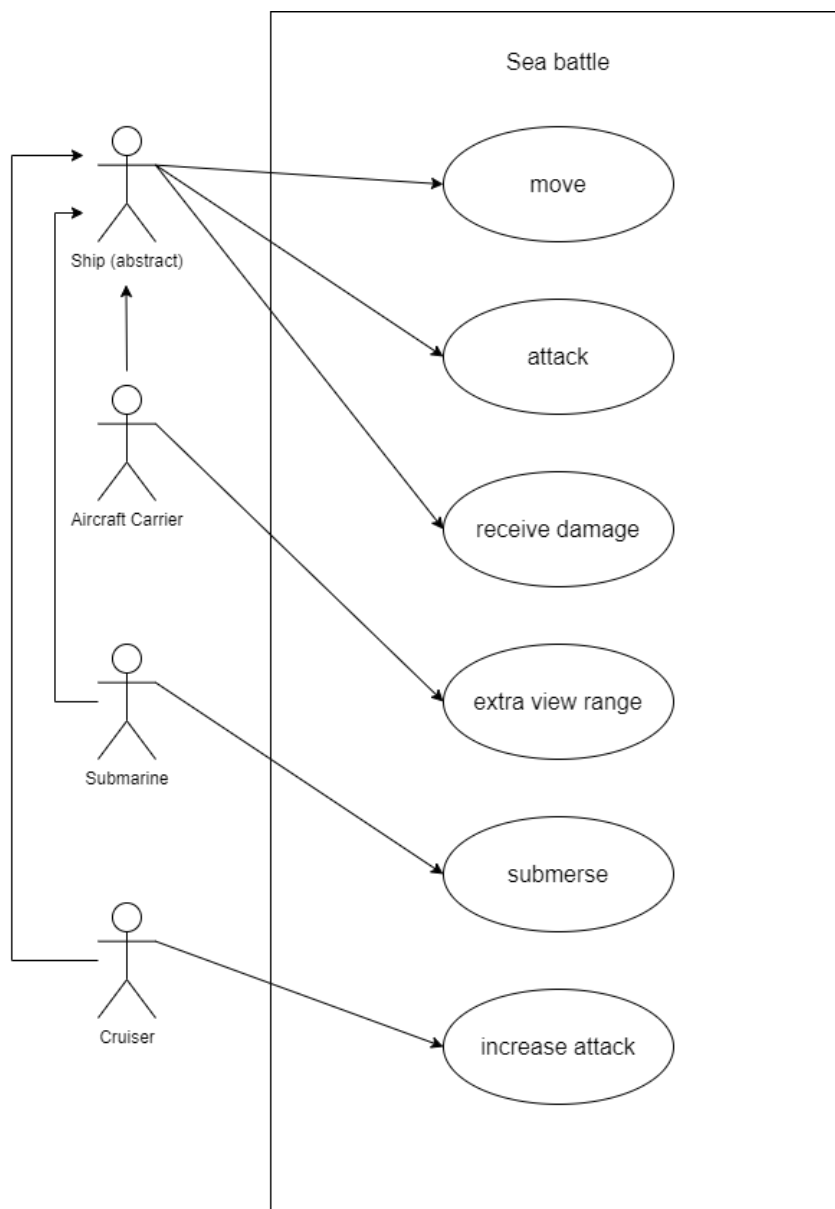 Sea battle
move
Ship (abstract)
attack
Aircraft Carrier
receive damage
extra view range
Submarine
submerse
Cruiser
increase attack